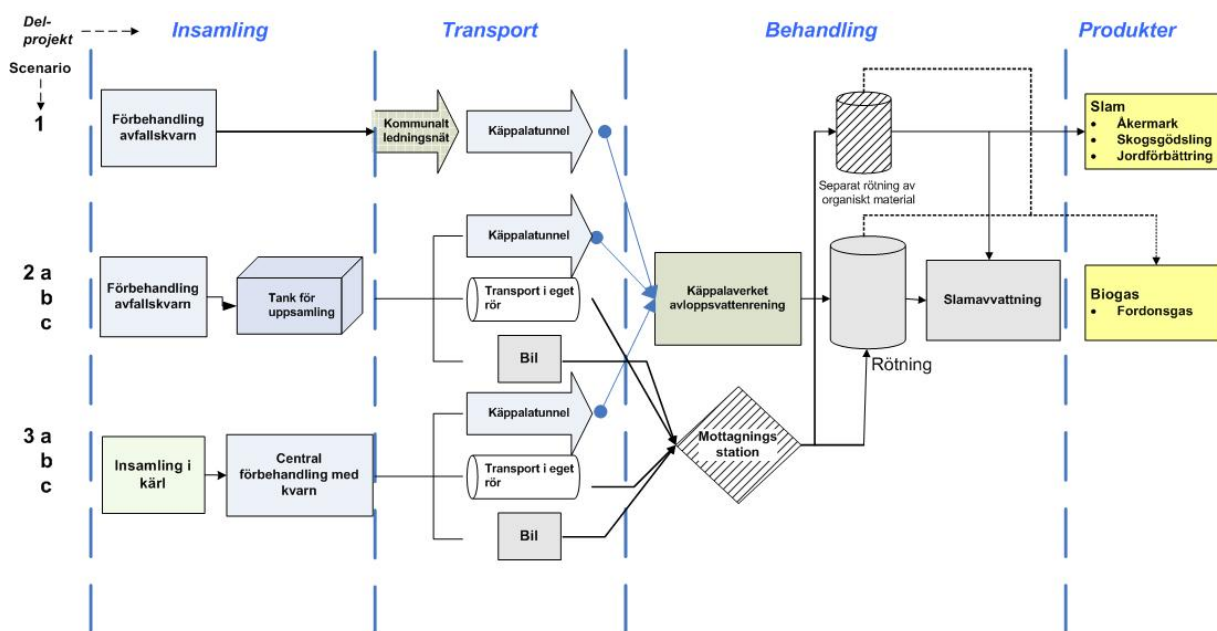 Del-
projekt
Insamling
Transport
Behandling
Produkter
Scenario
1
Förbehandling
avfallskvarn
Kommunalt
ledningsnät
Käppalatunnel
Separat rötning av
organiskt material
Slam
• Åkermark
• Skogsgödsling
• Jordförbättring
2 a
b
c
Förbehandling
avfallskvarn
Tank för
uppsamling
Käppalatunnel
Transport i eget
rör
Bil
Käppalaverket
avloppsvattenrening
Rötning
Slamavvattning
Biogas
• Fordonsgas
3 a
b
c
Insamling i
kärl
Central
förbehandling med
kvarn
Käppalatunnel
Transport i eget
rör
Bil
Mottagnings
station